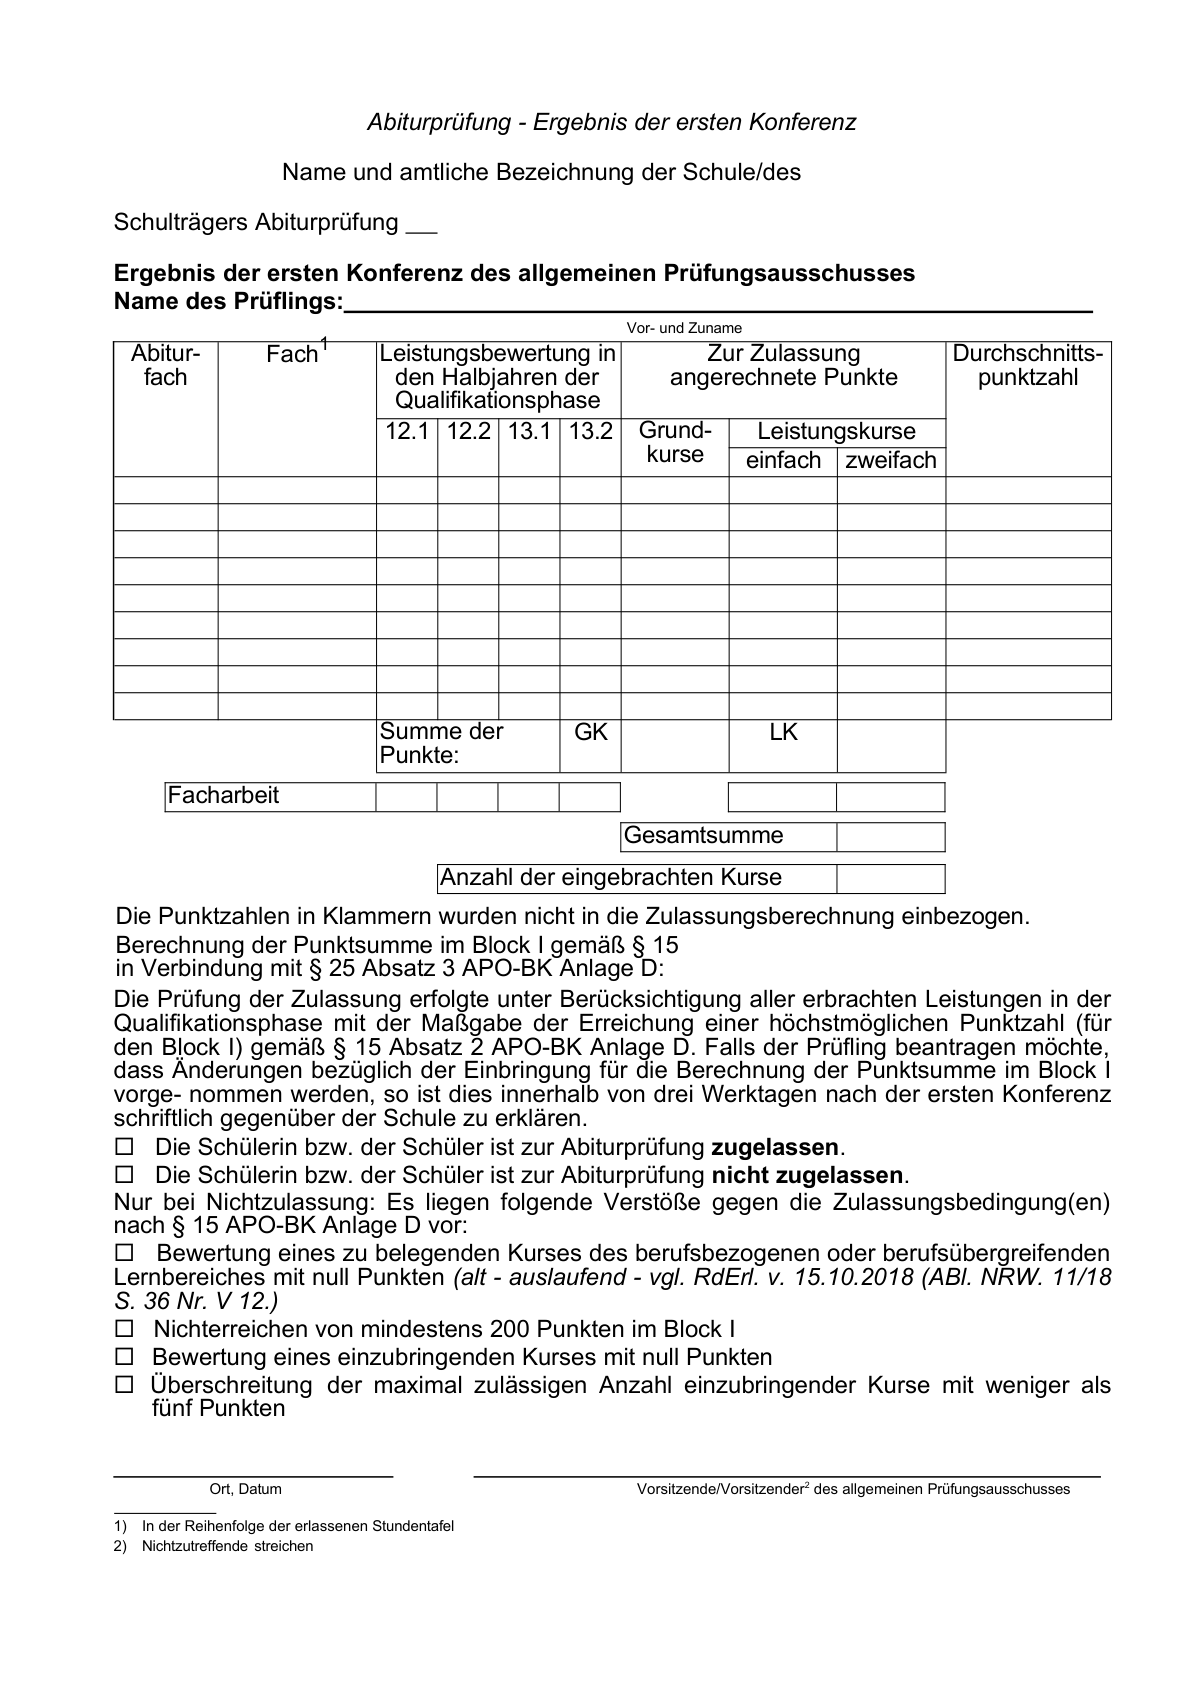 Abiturprüfung - Ergebnis der ersten Konferenz
Name und amtliche Bezeichnung der Schule/des
Schulträgers Abiturprüfung __
Ergebnis der ersten Konferenz des allgemeinen Prüfungsausschusses
Name des Prüflings:
Vor- und Zuname
Abitur-
fach
Fach1
Leistungsbewertung in
den Halbjahren der
Qualifikationsphase
Zur Zulassung
angerechnete Punkte
Durchschnitts-
punktzahl
12.1 12.2 13.1 13.2
Grund-
kurse
Leistungskurse
einfach zweifach
Summe der
Punkte:
GK
LK
Facharbeit
Gesamtsumme
Anzahl der eingebrachten Kurse
Die Punktzahlen in Klammern wurden nicht in die Zulassungsberechnung einbezogen.
Berechnung der Punktsumme im Block I gemäß § 15
in Verbindung mit § 25 Absatz 3 APO-BK Anlage D:
Die Prüfung der Zulassung erfolgte unter Berücksichtigung aller erbrachten Leistungen in der
Qualifikationsphase mit der Maßgabe der Erreichung einer höchstmöglichen Punktzahl (für
den Block I) gemäß § 15 Absatz 2 APO-BK Anlage D. Falls der Prüfling beantragen möchte,
dass Änderungen bezüglich der Einbringung für die Berechnung der Punktsumme im Block I
vorge- nommen werden, so ist dies innerhalb von drei Werktagen nach der ersten Konferenz
schriftlich gegenüber der Schule zu erklären.
☐ Die Schülerin bzw. der Schüler ist zur Abiturprüfung zugelassen.
☐ Die Schülerin bzw. der Schüler ist zur Abiturprüfung nicht zugelassen.
Nur bei Nichtzulassung: Es liegen folgende Verstöße gegen die Zulassungsbedingung(en)
nach § 15 APO-BK Anlage D vor:
☐ Bewertung eines zu belegenden Kurses des berufsbezogenen oder berufsübergreifenden
Lernbereiches mit null Punkten (alt - auslaufend - vgl. RdErl. v. 15.10.2018 (ABl. NRW. 11/18
S. 36 Nr. V 12.)
☐ Nichterreichen von mindestens 200 Punkten im Block I
☐ Bewertung eines einzubringenden Kurses mit null Punkten
☐ Überschreitung der maximal zulässigen Anzahl einzubringender Kurse mit weniger als
fünf Punkten
Ort, Datum
Vorsitzende/Vorsitzender2 des allgemeinen Prüfungsausschusses
1) In der Reihenfolge der erlassenen Stundentafel
2) Nichtzutreffende streichen